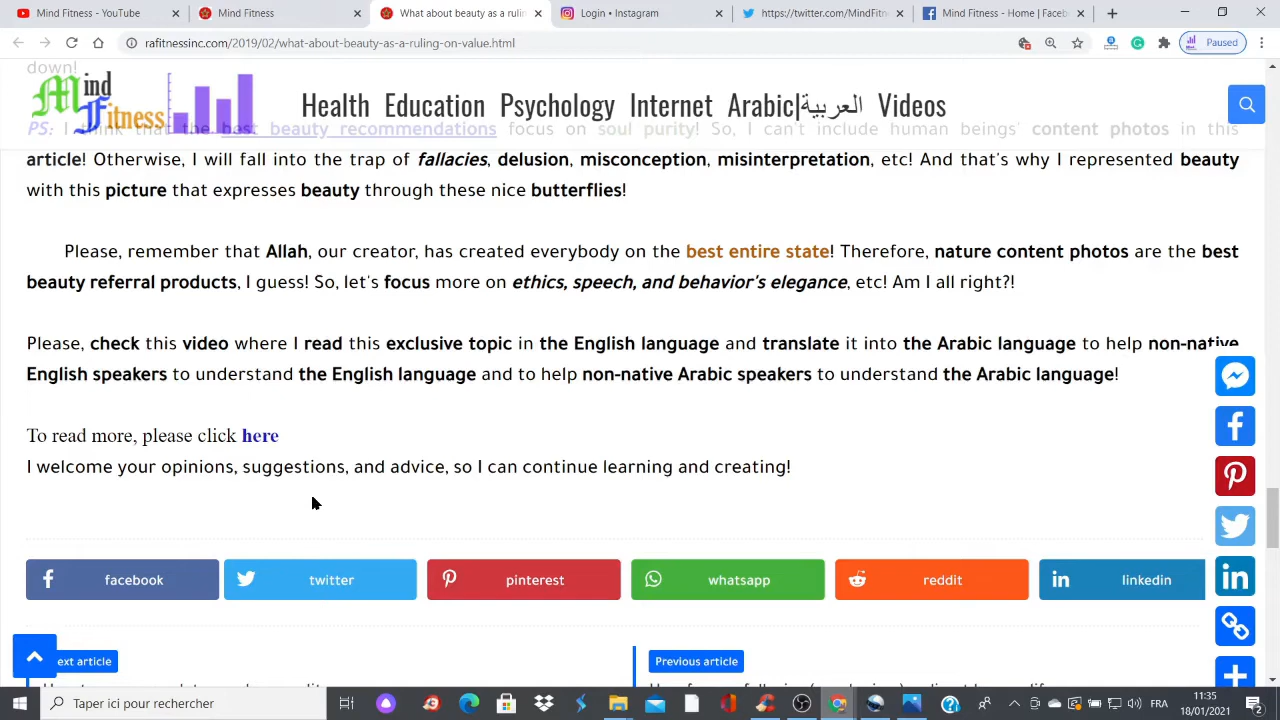 Mind Fitness - YouTube
Mind Fitness
What about beauty as a rulin
Login • Instagram
https://twitter.com/MindFitn
Mind Fitness - Home | Faceb
rafitnessinc.com/2019/02/what-about-beauty-as-a-ruling-on-value.html
Paused
down!
Mind Fitness
Health Education Psychology Internet Arabic|العربية Videos
PS: I think that the best beauty recommendations focus on soul purity! So, I can't include human beings' content photos in this
article! Otherwise, I will fall into the trap of fallacies, delusion, misconception, misinterpretation, etc! And that's why I represented beauty
with this picture that expresses beauty through these nice butterflies!
Please, remember that Allah, our creator, has created everybody on the best entire state! Therefore, nature content photos are the best
beauty referral products, I guess! So, let's focus more on ethics, speech, and behavior's elegance, etc! Am I all right?!
Please, check this video where I read this exclusive topic in the English language and translate it into the Arabic language to help non-native
English speakers to understand the English language and to help non-native Arabic speakers to understand the Arabic language!
To read more, please click here
I welcome your opinions, suggestions, and advice, so I can continue learning and creating!
facebook
twitter
pinterest
whatsapp
reddit
linkedin
ext article
Previous article
Taper ici pour rechercher
FRA
11:35
18/01/2021
2